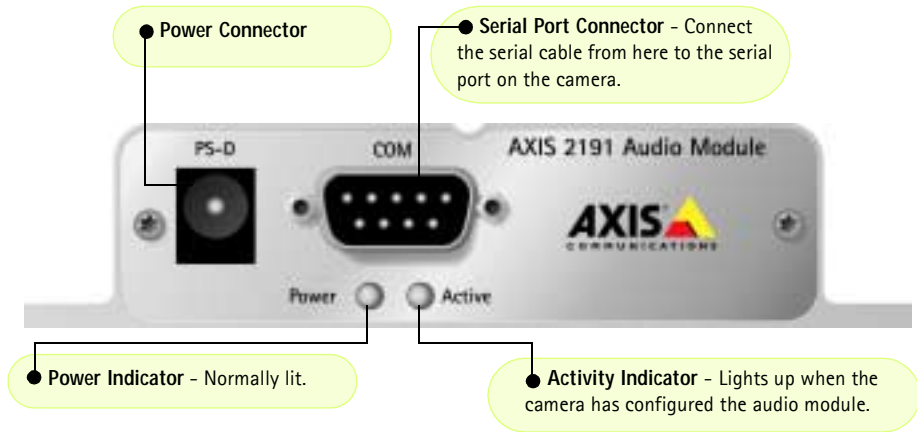 Power Connector
Serial Port Connector - Connect
the serial cable from here to the serial
port on the camera.
PS-D
COM
AXIS 2191 Audio Module
AXIS
COMMUNICATIONS
Power
Active
Power Indicator - Normally lit.
Activity Indicator - Lights up when the
camera has configured the audio module.